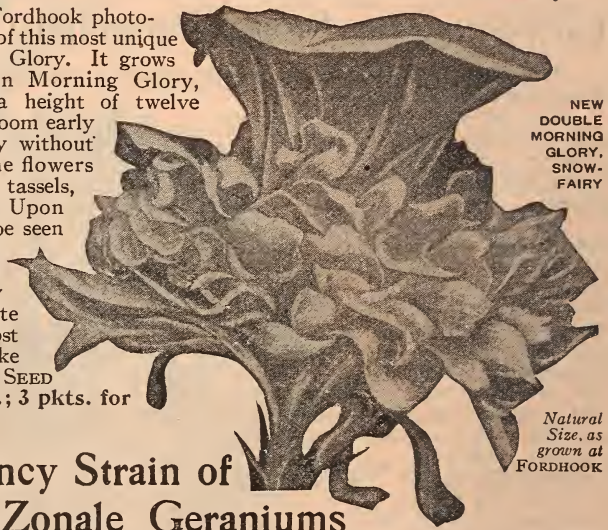 Fordhook photo-
of this most unique
Glory. It grows
n Morning Glory,
a height of twelve
oom early
y without
ne flowers
tassels,
Upon
be seen
te
ost
ke
SEED
.; 3 pkts. for
NEW
DOUBLE
MORNING
GLORY,
SNOW-
FAIRY
Natural
Size, as
grown at
FORDHOOK
ncy Strain of
Zonale Geraniums